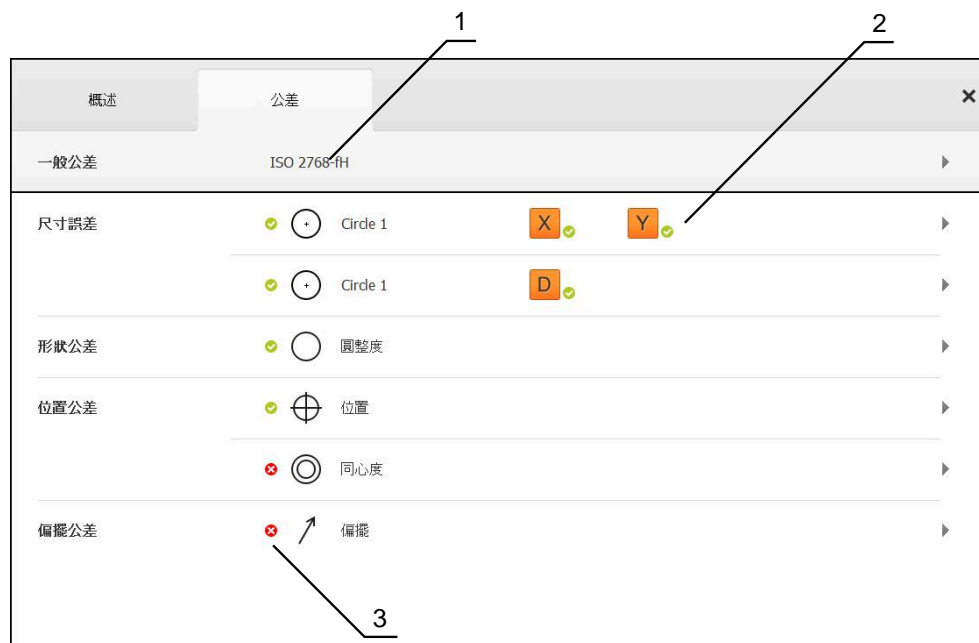 1
2
概述 公差
一般公差 ISO 2768-fH
尺寸誤差 Circle 1 X Y
Circle 1 D
形狀公差 圓整度
位置公差 位置
同心度
偏擺公差 偏擺
3